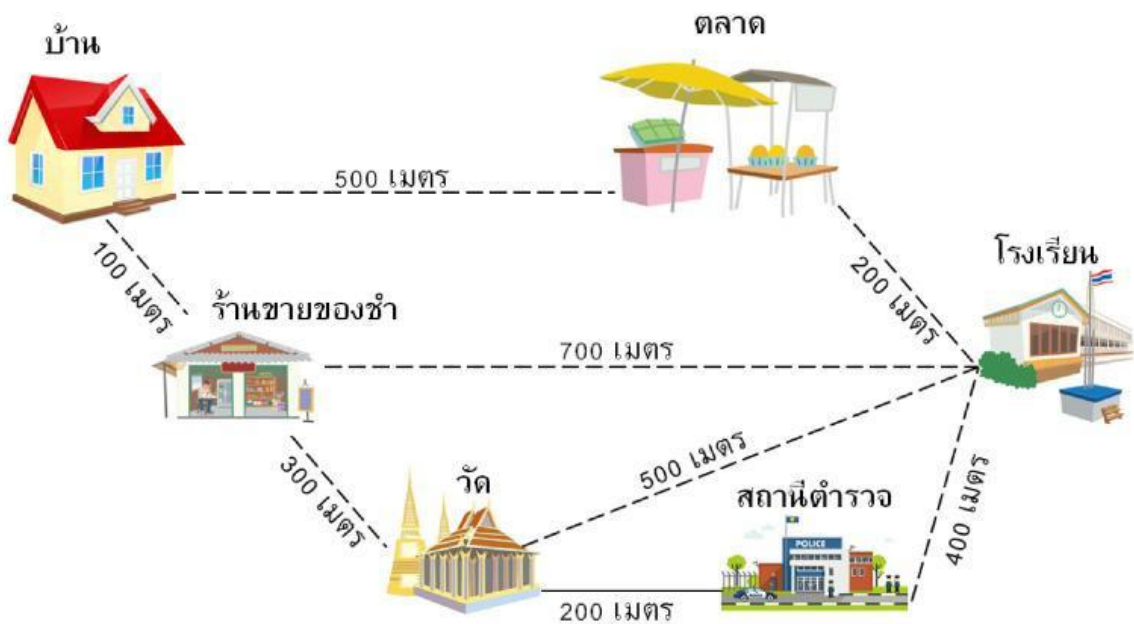 บ้าน
ตลาด
500 เมตร
100 เมตร
200 เมตร
โรงเรียน
ร้านขายของชำ
700 เมตร
300 เมตร
วัด
500 เมตร
สถานีตำรวจ
400 เมตร
POLICE
200 เมตร